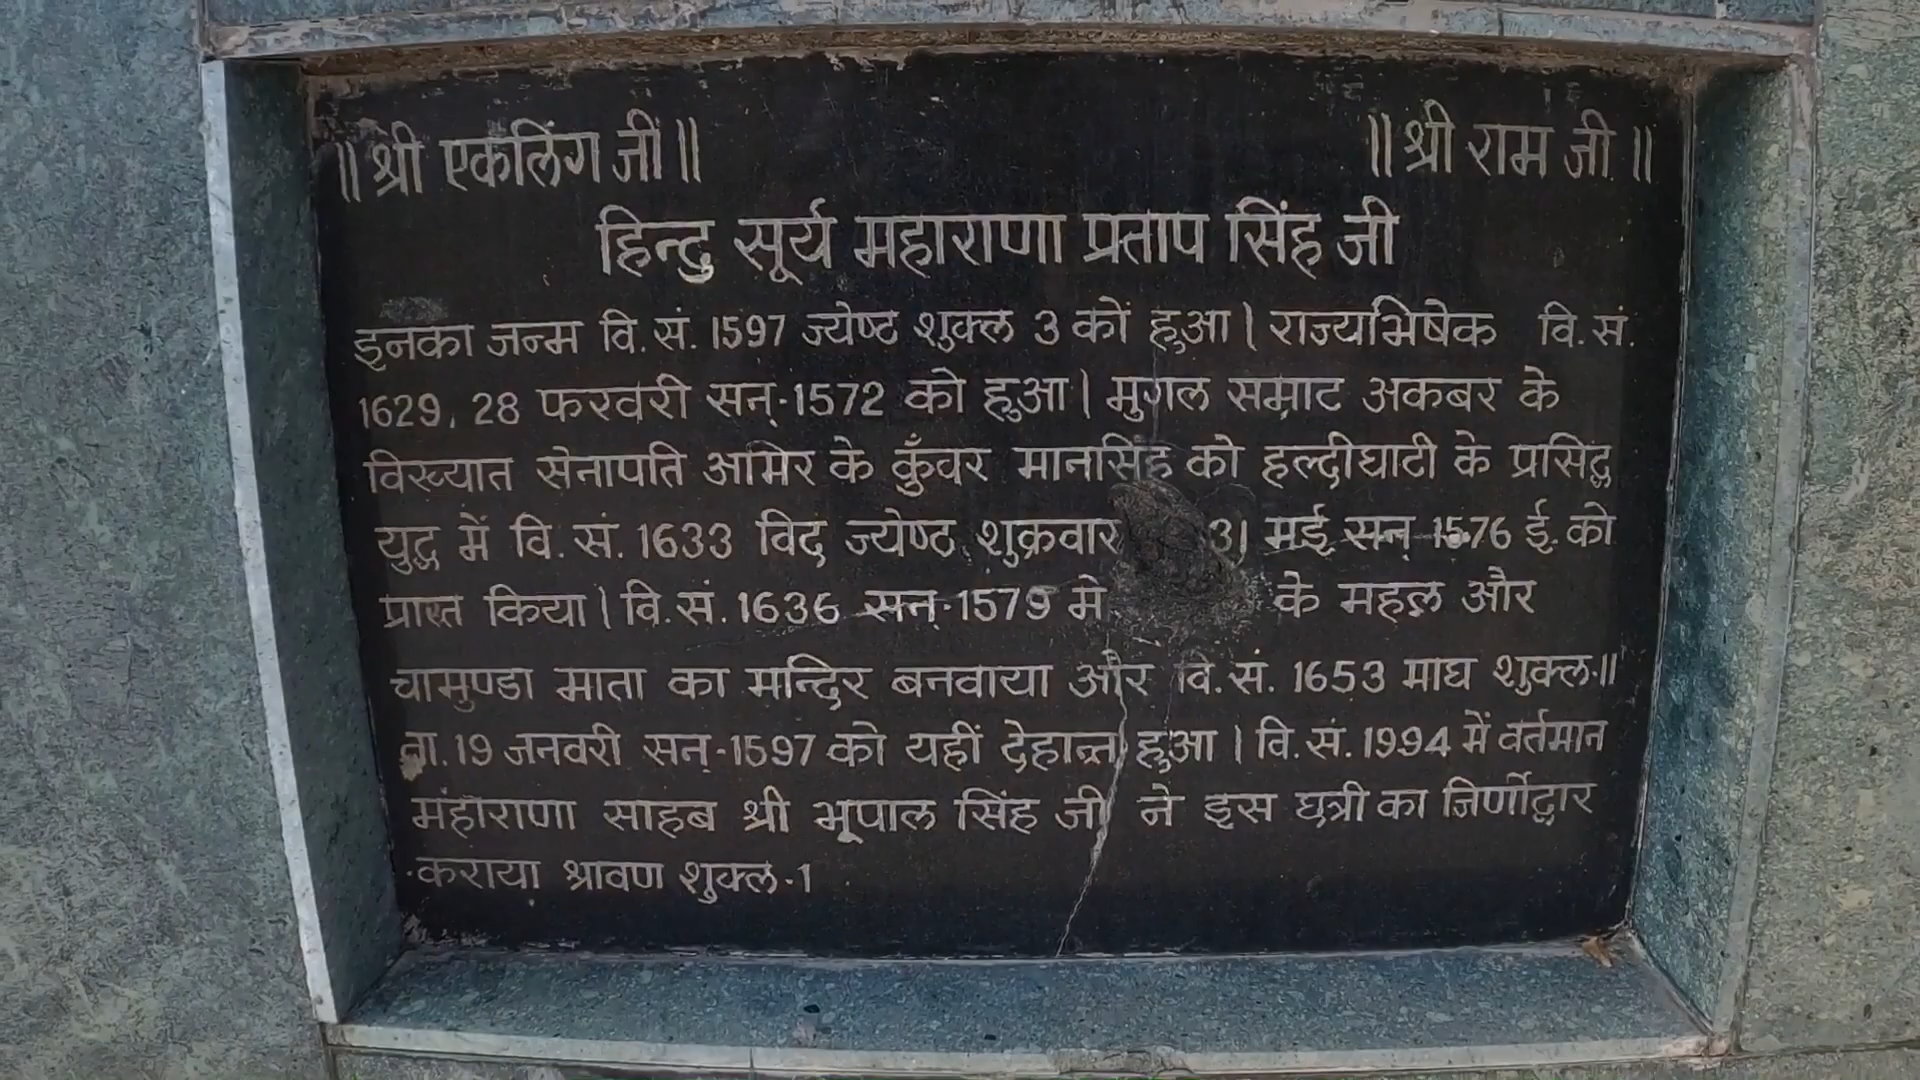 ॥ श्री एकलिंग जी ॥ ॥ श्री राम जी ॥
हिन्दु सूर्य महाराणा प्रताप सिंह जी
इनका जन्म वि. सं. 1597 ज्येष्ठ शुक्ल 3 को हुआ | राज्यभिषेक वि. सं.
1629, 28 फरवरी सन्-1572 को हुआ | मुगल सम्राट अकबर के
विख्यात सेनापति आमेर के कुँवर मानसिंह को हल्दीघाटी के प्रसिद्ध
युद्ध में वि. सं. 1633 विद ज्येष्ठ शुक्रवार 31 मई सन् 1576 ई. को
प्रास्त किया | वि. सं. 1636 सन्-1579 मे के महल और
चामुण्डा माता का मन्दिर बनवाया और वि. सं. 1653 माघ शुक्ल-॥
ता. 19 जनवरी सन्-1597 को यहीं देहान्त हुआ | वि. सं. 1994 में वर्तमान
महाराणा साहब श्री भूपाल सिंह जी ने इस छत्री का जिर्णोद्धार
कराया श्रावण शुक्ल-1